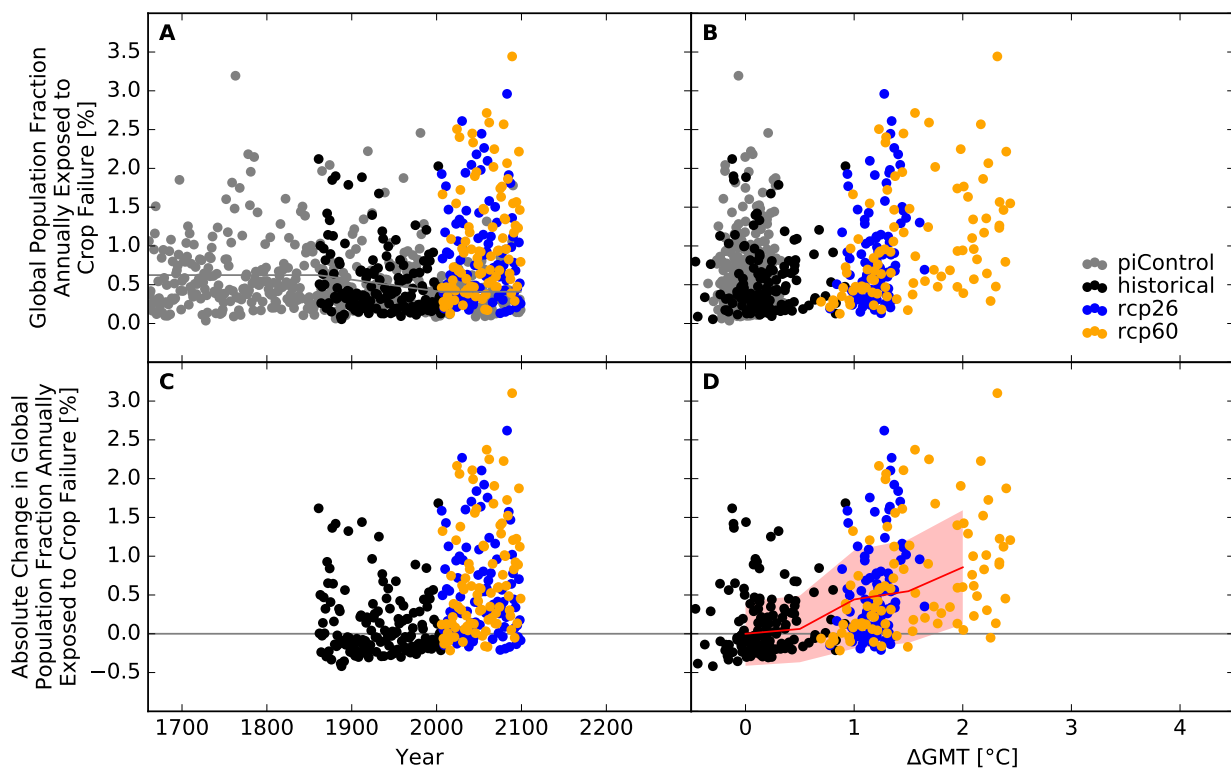 A
B
Global Population Fraction
Annually Exposed to
Crop Failure [%]
3.5
3.0
2.5
2.0
1.5
1.0
0.5
0.0
piControl
historical
rcp26
rcp60
C
D
Absolute Change in Global
Population Fraction Annually
Exposed to Crop Failure [%]
3.0
2.5
2.0
1.5
1.0
0.5
0.0
−0.5
1700 1800 1900 2000 2100 2200
0 1 2 3 4
Year
ΔGMT [°C]